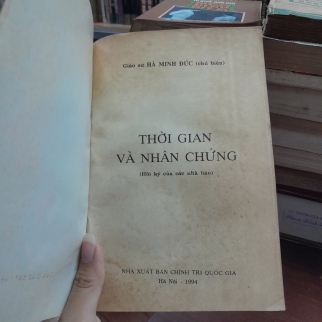 Giáo sư HÀ MINH ĐỨC (chủ biên)
THỜI GIAN
VÀ NHÂN CHỨNG
(Hồi ký của các nhà báo)
NHÀ XUẤT BẢN CHÍNH TRỊ QUỐC GIA
Hà Nội - 1994